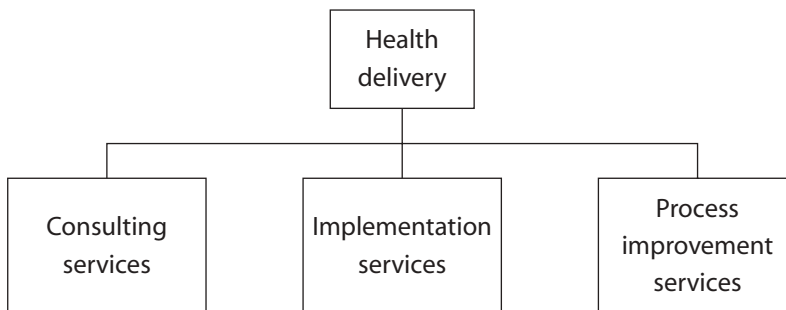 Health
delivery
Consulting
services
Implementation
services
Process
improvement
services